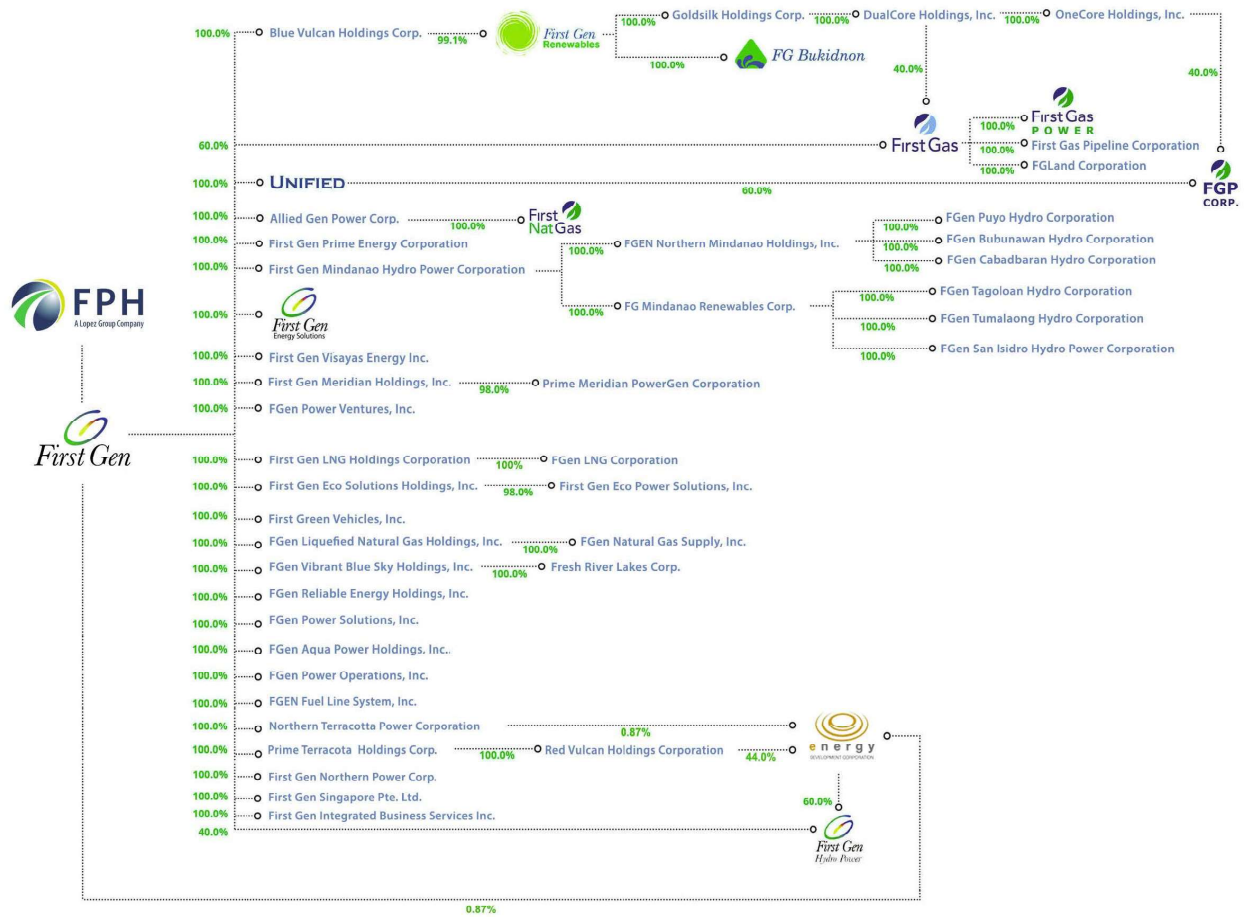 100.0% Blue Vulcan Holdings Corp. 99.1% First Gen Renewables 100.0% Goldsilk Holdings Corp. 100.0% DualCore Holdings, Inc. 100.0% OneCore Holdings, Inc.
100.0% FG Bukidnon
40.0%
40.0%
60.0% First Gas
100.0% First Gas POWER
100.0% First Gas Pipeline Corporation
100.0% FGLand Corporation
100.0% UNIFIED 60.0% FGP CORP.
100.0% Allied Gen Power Corp. 100.0% First NatGas
100.0% First Gen Prime Energy Corporation
100.0% First Gen Mindanao Hydro Power Corporation
100.0% FGEN Northern Mindanao Holdings, Inc.
100.0% FGen Puyo Hydro Corporation
100.0% FGen Bubunawan Hydro Corporation
100.0% FGen Cabadbaran Hydro Corporation
100.0% FG Mindanao Renewables Corp.
100.0% FGen Tagoloan Hydro Corporation
100.0% FGen Tumalaong Hydro Corporation
100.0% FGen San Isidro Hydro Power Corporation
FPH
A Lopez Group Company
First Gen
100.0% First Gen
Energy Solutions
100.0% First Gen Visayas Energy Inc.
100.0% First Gen Meridian Holdings, Inc. 98.0% Prime Meridian PowerGen Corporation
100.0% FGen Power Ventures, Inc.
100.0% First Gen LNG Holdings Corporation 100% FGen LNG Corporation
100.0% First Gen Eco Solutions Holdings, Inc. 98.0% First Gen Eco Power Solutions, Inc.
100.0% First Green Vehicles, Inc.
100.0% FGen Liquefied Natural Gas Holdings, Inc. 100.0% FGen Natural Gas Supply, Inc.
100.0% FGen Vibrant Blue Sky Holdings, Inc. 100.0% Fresh River Lakes Corp.
100.0% FGen Reliable Energy Holdings, Inc.
100.0% FGen Power Solutions, Inc.
100.0% FGen Aqua Power Holdings. Inc..
100.0% FGen Power Operations, Inc.
100.0% FGEN Fuel Line System, Inc.
100.0% Northern Terracotta Power Corporation 0.87%
100.0% Prime Terracota Holdings Corp. 100.0% Red Vulcan Holdings Corporation 44.0%
energy
DEVELOPMENT CORPORATION
100.0% First Gen Northern Power Corp.
100.0% First Gen Singapore Pte. Ltd.
100.0% First Gen Integrated Business Services Inc.
60.0%
40.0% First Gen
Hydro Power
0.87%